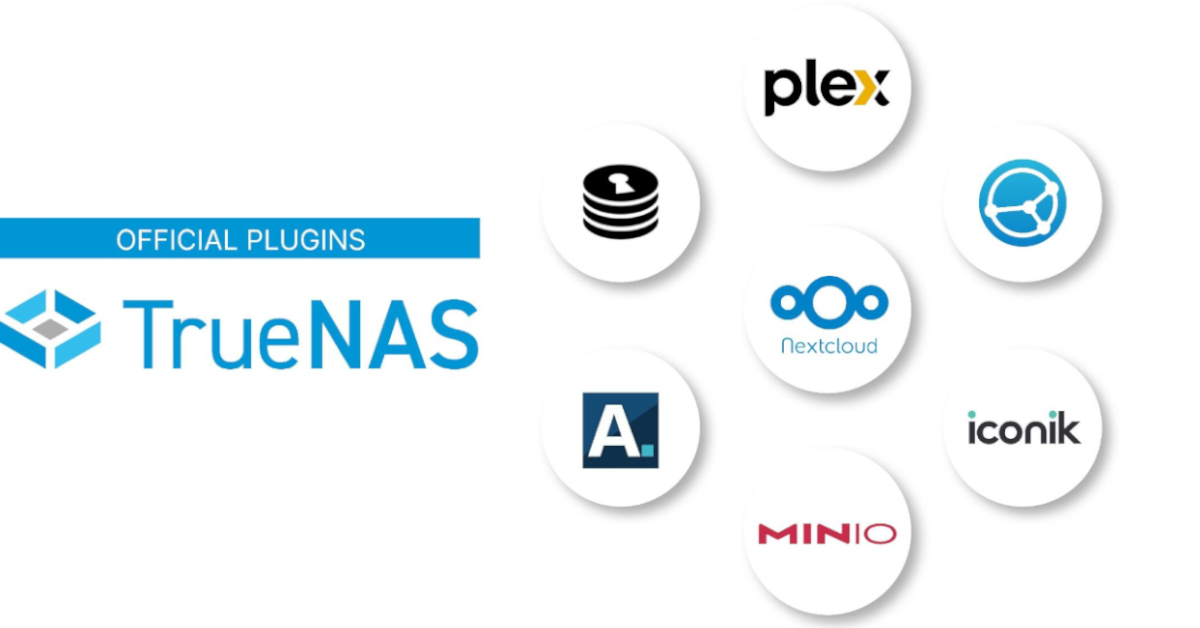 OFFICIAL PLUGINS
TrueNAS
plex
Nextcloud
A.
iconik
MINIO